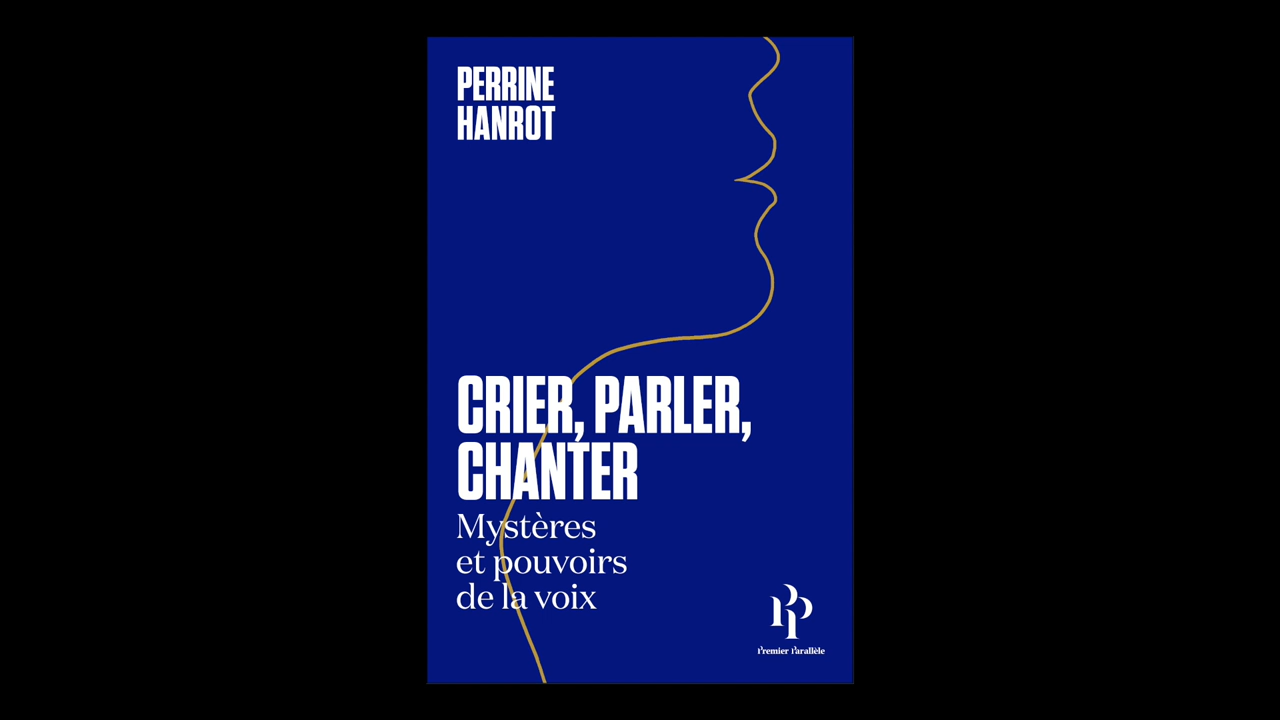 PERRINE
HANROT
CRIER, PARLER,
CHANTER
Mystères
et pouvoirs
de la voix
PP
Premier Parallèle